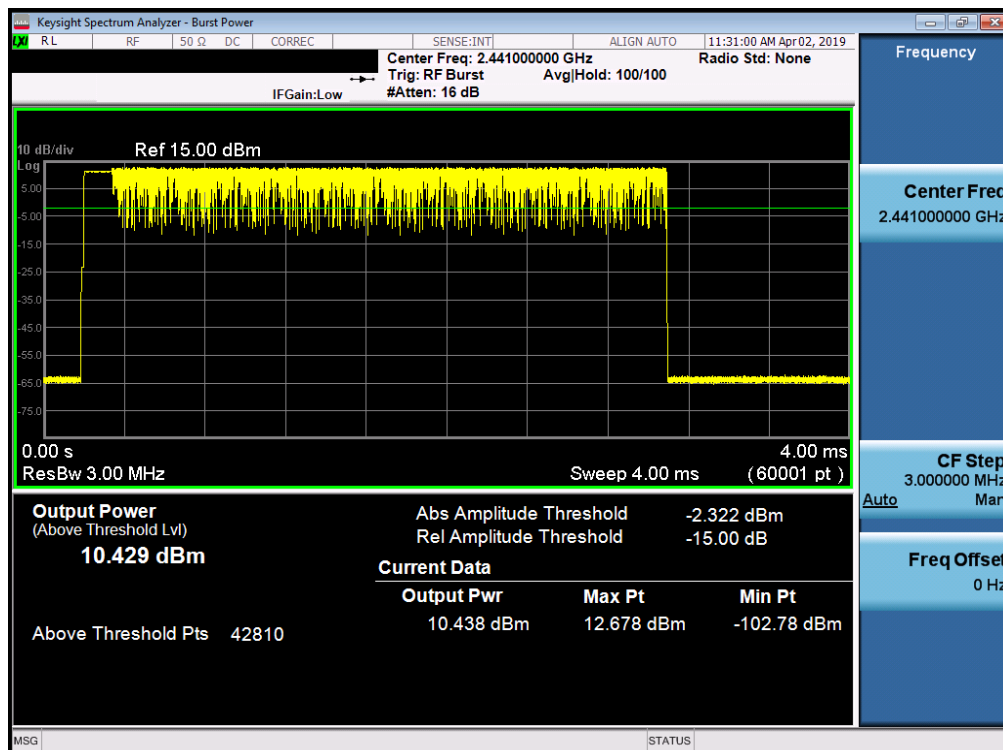 Keysight Spectrum Analyzer - Burst Power
LXI RL RF 50 Ω DC CORREC SENSE:INT ALIGN AUTO 11:31:00 AM Apr 02, 2019
Center Freq: 2.441000000 GHz Radio Std: None
Trig: RF Burst Avg|Hold: 100/100
IFGain:Low #Atten: 16 dB
10 dB/div Ref 15.00 dBm
Log
5.00
-5.00
-15.0
-25.0
-35.0
-45.0
-55.0
-65.0
-75.0
0.00 s 4.00 ms
ResBw 3.00 MHz Sweep 4.00 ms (60001 pt)
Output Power
(Above Threshold Lvl)
10.429 dBm
Above Threshold Pts 42810
Abs Amplitude Threshold -2.322 dBm
Rel Amplitude Threshold -15.00 dB
Current Data
Output Pwr Max Pt Min Pt
10.438 dBm 12.678 dBm -102.78 dBm
Frequency
Center Freq
2.441000000 GHz
CF Step
3.000000 MHz
Auto Man
Freq Offset
0 Hz
MSG STATUS